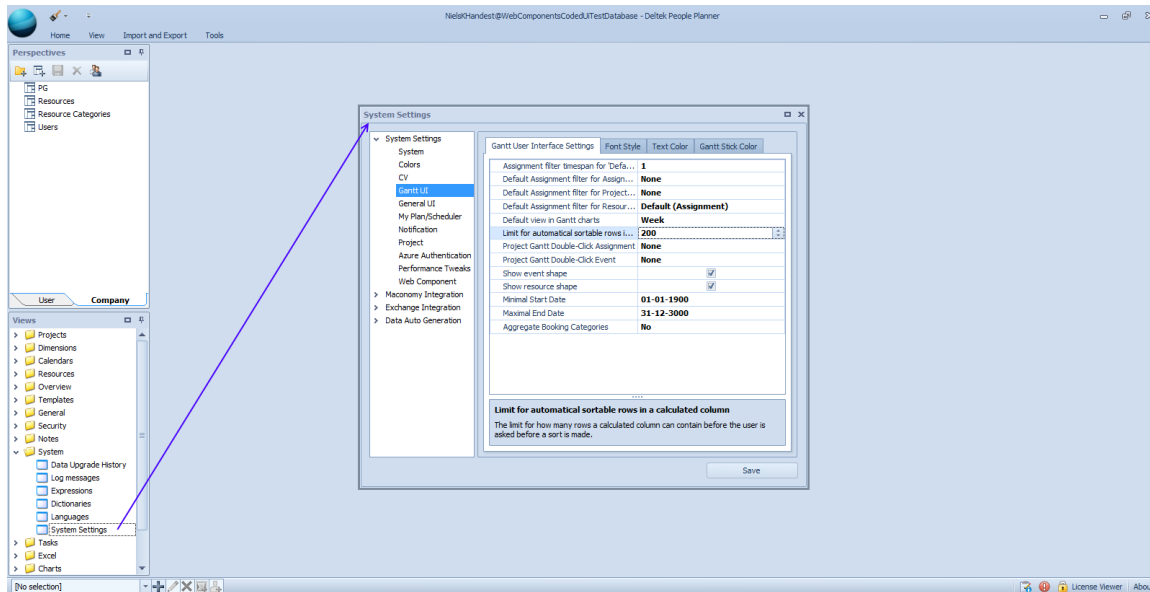 NielsKHandest@WebComponentsCodedUITestDatabase - Deltek People Planner
Home View Import and Export Tools
Perspectives
PG
Resources
Resource Categories
Users
User Company
Views
Projects
Dimensions
Calendars
Resources
Overview
Templates
General
Security
Notes
System
Data Upgrade History
Log messages
Expressions
Dictionaries
Languages
System Settings
Tasks
Excel
Charts
System Settings
System Settings
System
Colors
CV
Gantt UI
General UI
My Plan/Scheduler
Notification
Project
Azure Authentication
Performance Tweaks
Web Component
Maconomy Integration
Exchange Integration
Data Auto Generation
Gantt User Interface Settings Font Style Text Color Gantt Stick Color
Assignment filter timespan for 'Defa... 1
Default Assignment filter for Assign... None
Default Assignment filter for Project... None
Default Assignment filter for Resour... Default (Assignment)
Default view in Gantt charts Week
Limit for automatical sortable rows i... 200
Project Gantt Double-Click Assignment None
Project Gantt Double-Click Event None
Show event shape
Show resource shape
Minimal Start Date 01-01-1900
Maximal End Date 31-12-3000
Aggregate Booking Categories No
Limit for automatical sortable rows in a calculated column
The limit for how many rows a calculated column can contain before the user is
asked before a sort is made.
Save
[No selection] License Viewer Abou